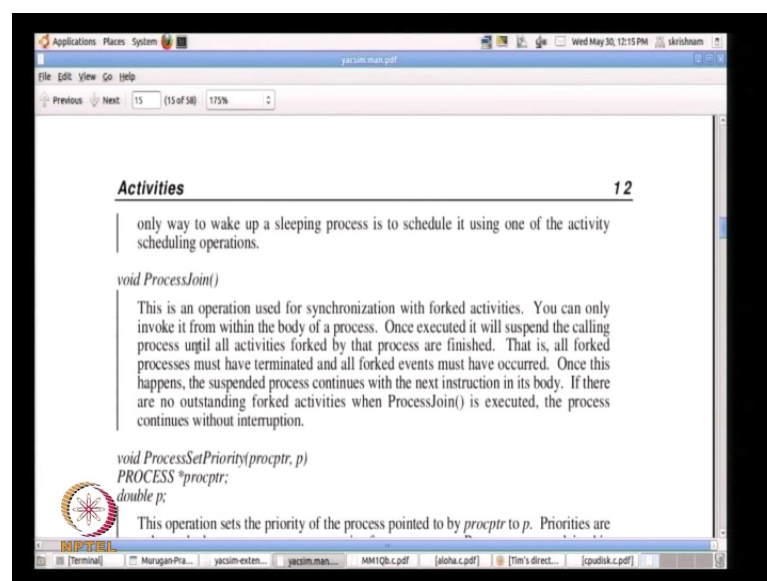 Applications Places System
Wed May 30, 12:15 PM skrishnam
yacsim.man.pdf
File Edit View Go Help
Previous Next 15 (15 of 58) 175%
Activities 12
only way to wake up a sleeping process is to schedule it using one of the activity
scheduling operations.
void ProcessJoin()
This is an operation used for synchronization with forked activities. You can only
invoke it from within the body of a process. Once executed it will suspend the calling
process until all activities forked by that process are finished. That is, all forked
processes must have terminated and all forked events must have occurred. Once this
happens, the suspended process continues with the next instruction in its body. If there
are no outstanding forked activities when ProcessJoin() is executed, the process
continues without interruption.
void ProcessSetPriority(procptr, p)
PROCESS *procptr;
double p;
This operation sets the priority of the process pointed to by procptr to p. Priorities are
NPTEL
[Terminal] Murugan-Pra... yacsim-exten... yacsim.man.... MM1Qb.c.pdf [aloha.c.pdf] [Tim's direct... [cpudisk.c.pdf]